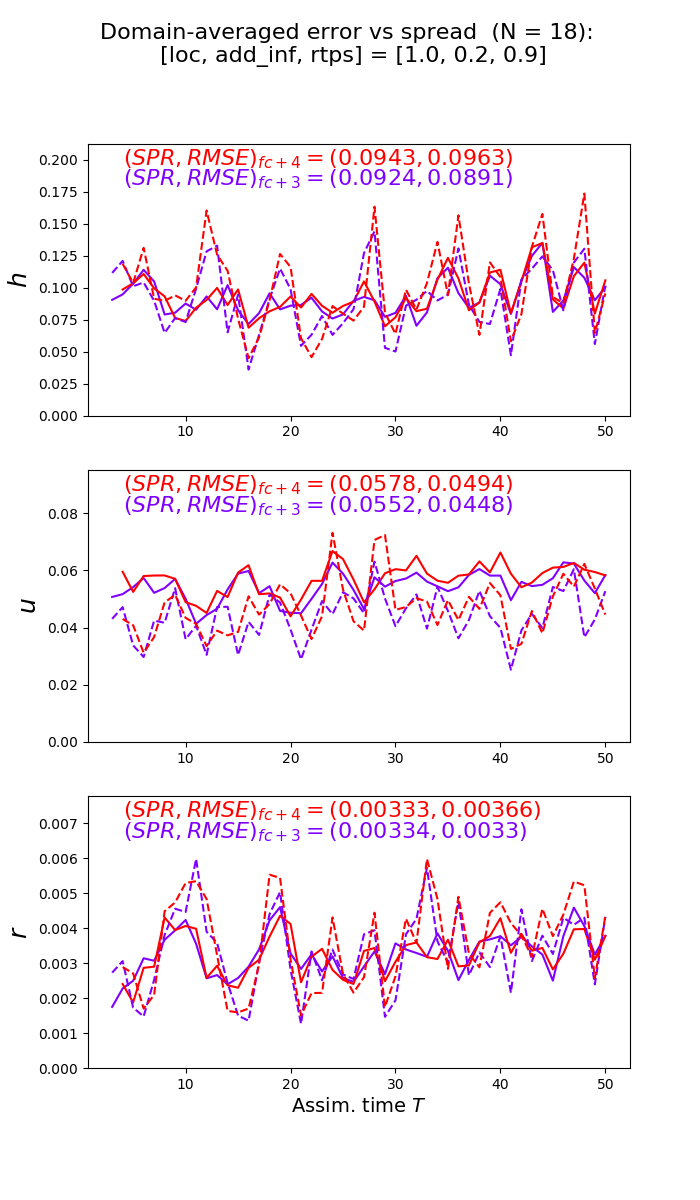 Domain-averaged error vs spread (N = 18):
[loc, add_inf, rtps] = [1.0, 0.2, 0.9]
(SPR, RMSE)fc+4 = (0.0943, 0.0963)
(SPR, RMSE)fc+3 = (0.0924, 0.0891)
0.200
0.175
0.150
0.125
0.100
0.075
0.050
0.025
0.000
h
10 20 30 40 50
(SPR, RMSE)fc+4 = (0.0578, 0.0494)
(SPR, RMSE)fc+3 = (0.0552, 0.0448)
0.08
0.06
0.04
0.02
0.00
u
10 20 30 40 50
(SPR, RMSE)fc+4 = (0.00333, 0.00366)
(SPR, RMSE)fc+3 = (0.00334, 0.0033)
0.007
0.006
0.005
0.004
0.003
0.002
0.001
0.000
r
10 20 30 40 50
Assim. time T